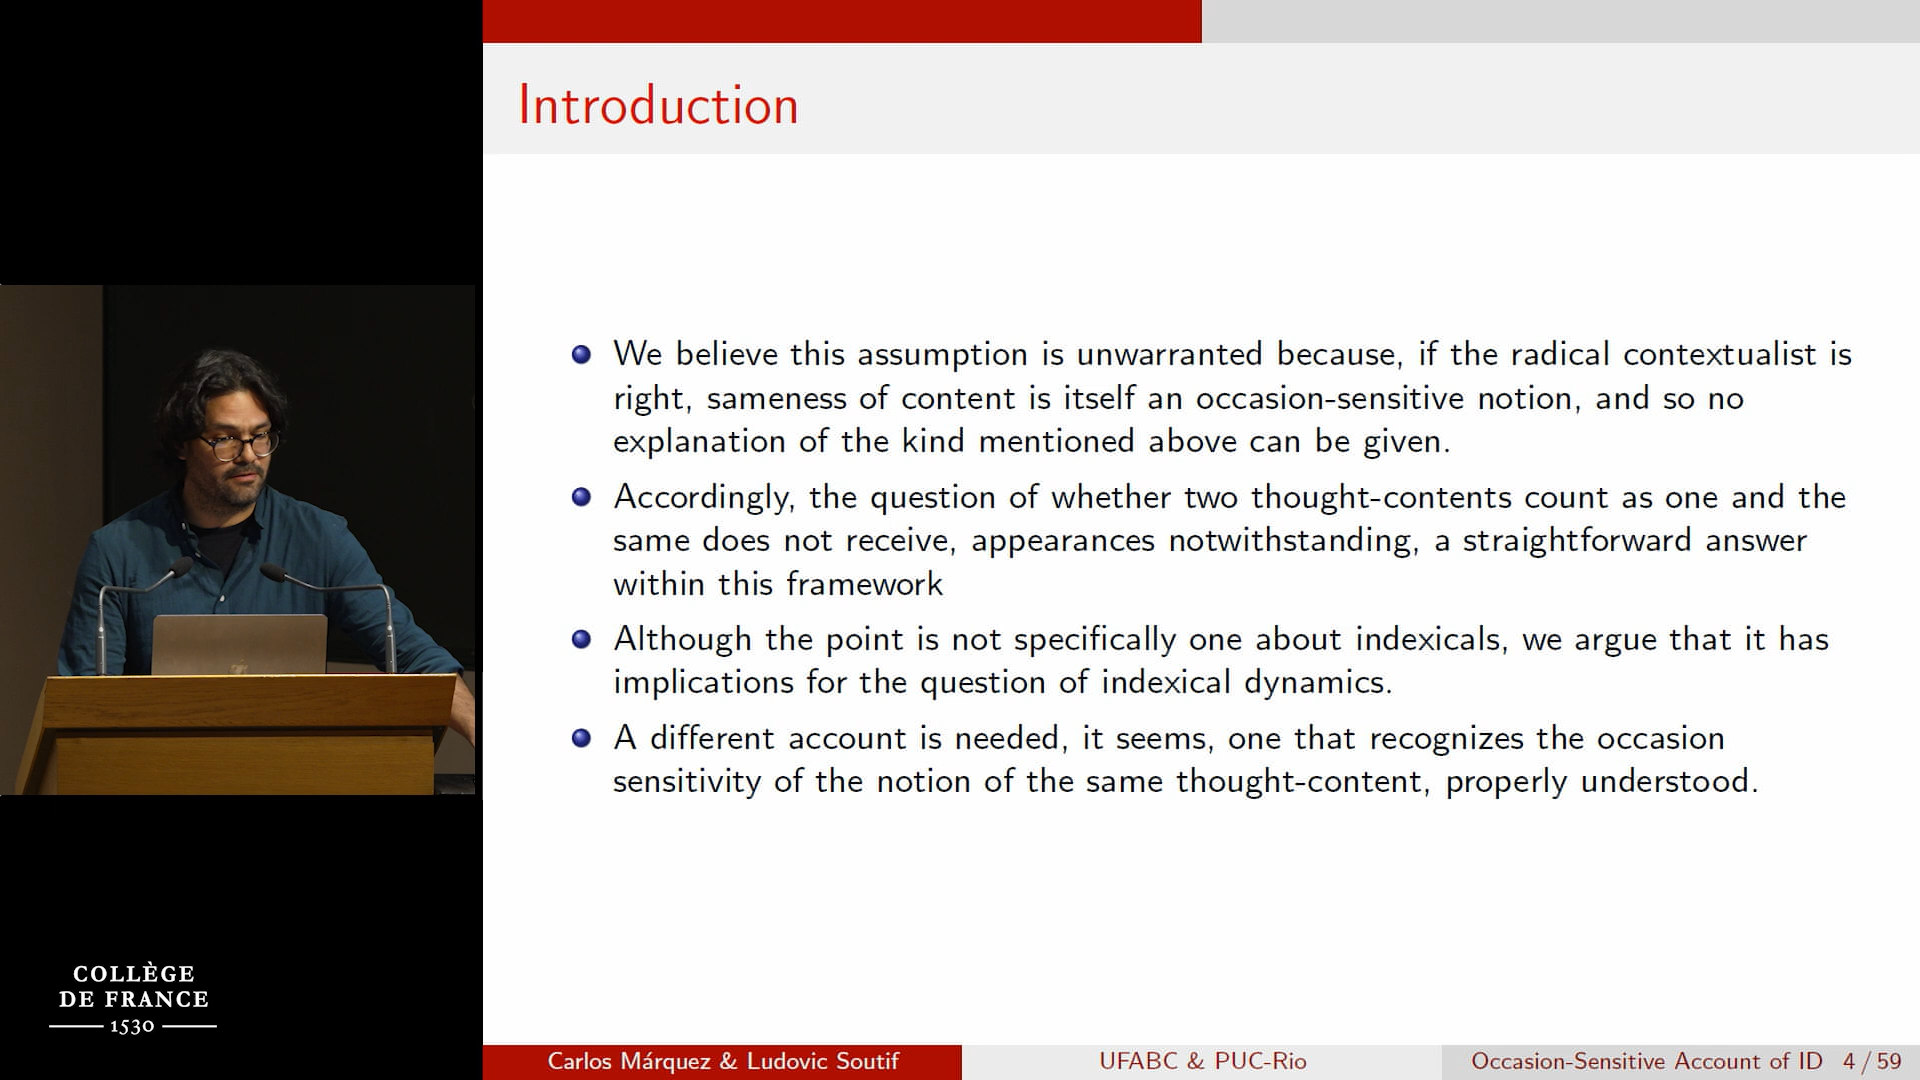 Introduction
We believe this assumption is unwarranted because, if the radical contextualist is
right, sameness of content is itself an occasion-sensitive notion, and so no
explanation of the kind mentioned above can be given.
Accordingly, the question of whether two thought-contents count as one and the
same does not receive, appearances notwithstanding, a straightforward answer
within this framework
Although the point is not specifically one about indexicals, we argue that it has
implications for the question of indexical dynamics.
A different account is needed, it seems, one that recognizes the occasion
sensitivity of the notion of the same thought-content, properly understood.
COLLÈGE
DE FRANCE
1530
Carlos Márquez & Ludovic Soutif
UFABC & PUC-Rio
Occasion-Sensitive Account of ID 4 / 59